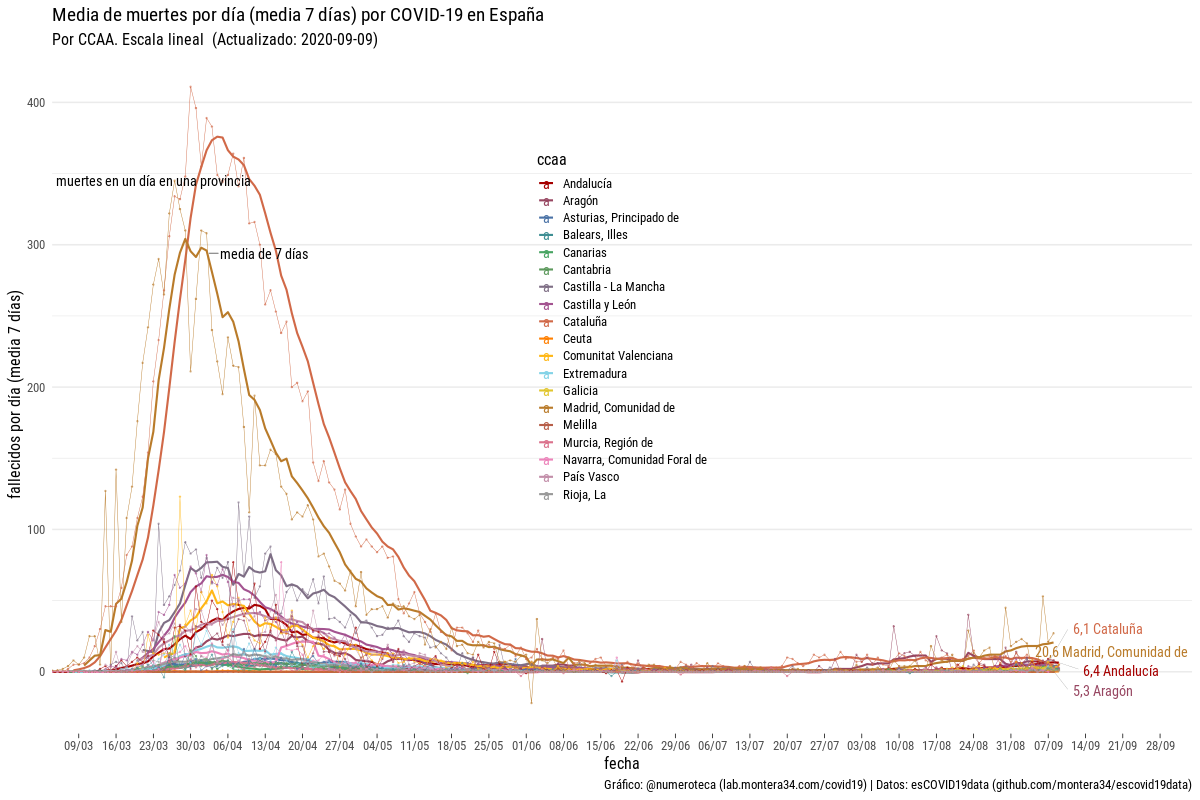 Media de muertes por día (media 7 días) por COVID-19 en España
Por CCAA. Escala lineal  (Actualizado: 2020-09-09)
fallecidos por día (media 7 días)
400
300
200
100
0
muertes en un día en una provincia
media de 7 días
ccaa
Andalucía
Aragón
Asturias, Principado de
Balears, Illes
Canarias
Cantabria
Castilla - La Mancha
Castilla y León
Cataluña
Ceuta
Comunitat Valenciana
Extremadura
Galicia
Madrid, Comunidad de
Melilla
Murcia, Región de
Navarra, Comunidad Foral de
País Vasco
Rioja, La
6,1 Cataluña
20,6 Madrid, Comunidad de
6,4 Andalucía
5,3 Aragón
09/03 16/03 23/03 30/03 06/04 13/04 20/04 27/04 04/05 11/05 18/05 25/05 01/06 08/06 15/06 22/06 29/06 06/07 13/07 20/07 27/07 03/08 10/08 17/08 24/08 31/08 07/09 14/09 21/09 28/09
fecha
Gráfico: @numeroteca (lab.montera34.com/covid19) | Datos: esCOVID19data (github.com/montera34/escovid19data)